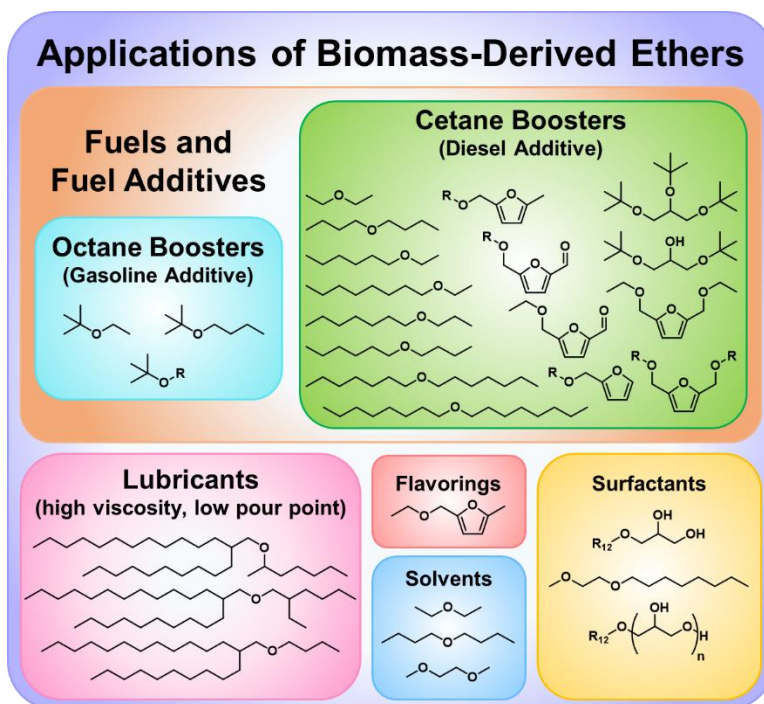 Applications of Biomass-Derived Ethers
Fuels and
Fuel Additives
Octane Boosters
(Gasoline Additive)
O
O
O
R
Cetane Boosters
(Diesel Additive)
O
O
O
O
O
O
O
O
R
O
O
R
O
O
O
O
O
O
R
O
O
O
O
O
O
OH
O
O
O
O
R
O
O
O
R
Lubricants
(high viscosity, low pour point)
O
O
O
Flavorings
O
O
Solvents
O
O
O
O
Surfactants
OH
R12
O
OH
O
O
OH
R12
O
O
H
n